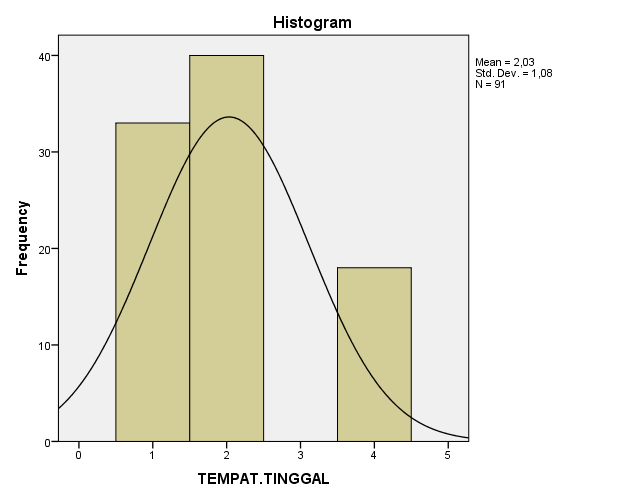 Histogram
Mean = 2,03
Std. Dev. = 1,08
N = 91
Frequency
40
30
20
10
0
0 1 2 3 4 5
TEMPAT.TINGGAL